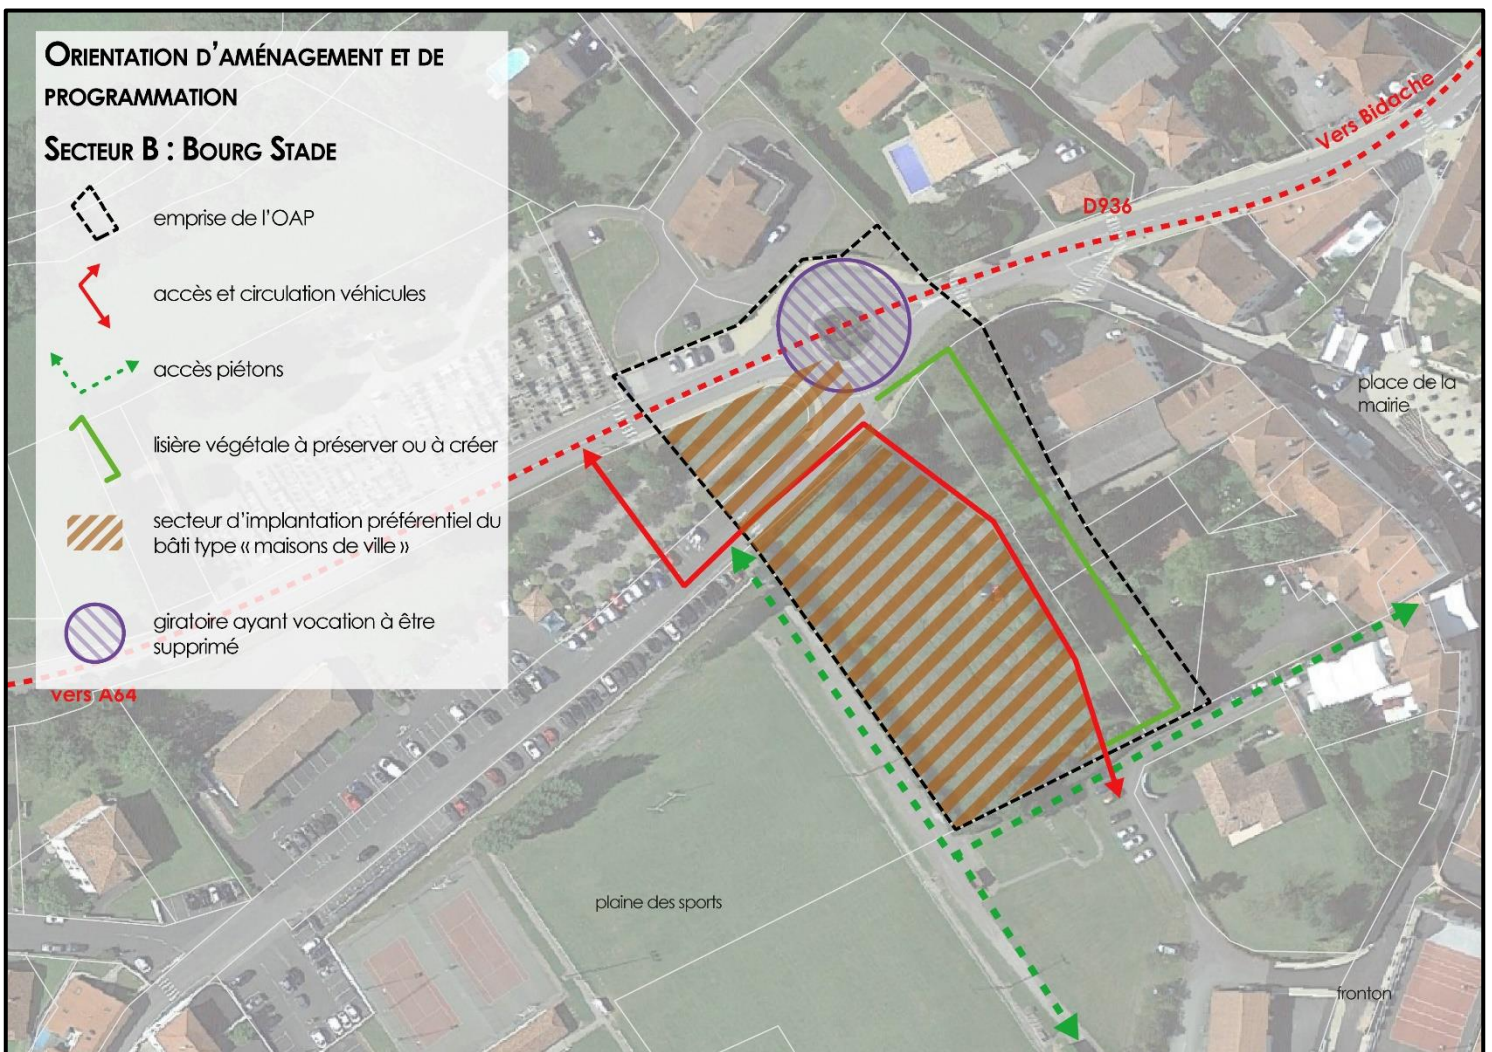 ORIENTATION D'AMÉNAGEMENT ET DE
PROGRAMMATION
SECTEUR B : BOURG STADE
emprise de l'OAP
accès et circulation véhicules
accès piétons
lisière végétale à préserver ou à créer
secteur d'implantation préférentiel du
bâti type « maisons de ville »
giratoire ayant vocation à être
supprimé
vers A64
Vers Bidache
D936
place de la
mairie
plaine des sports
fronton